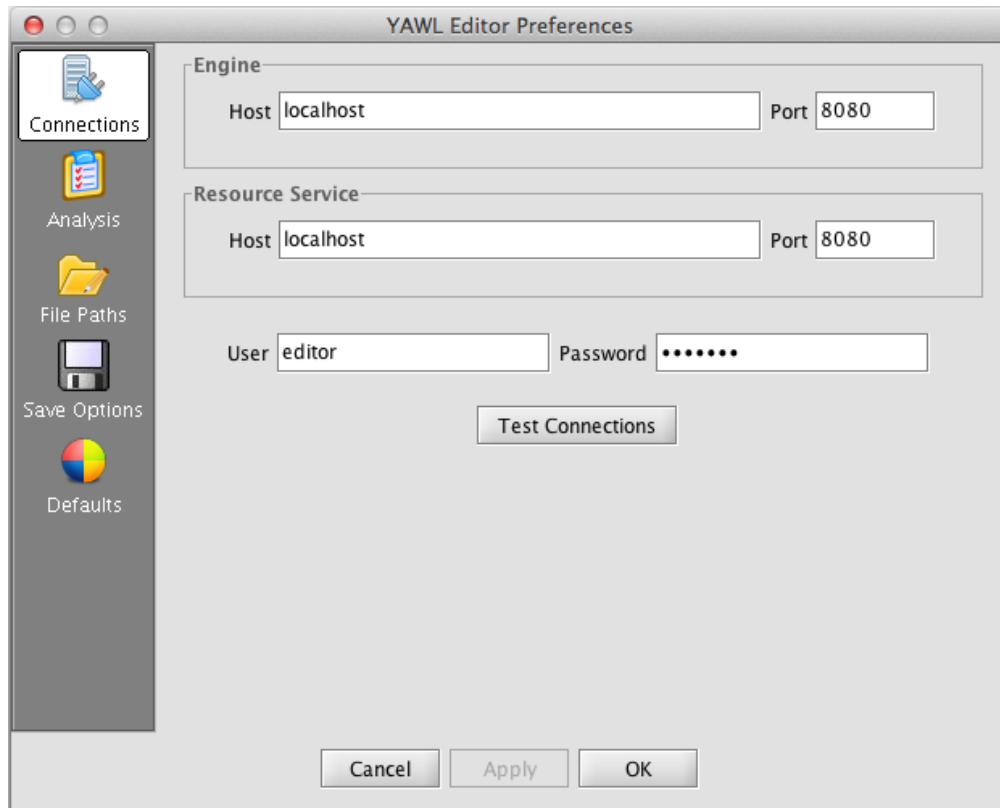 YAWL Editor Preferences
Connections
Analysis
File Paths
Save Options
Defaults
Engine
Host localhost Port 8080
Resource Service
Host localhost Port 8080
User editor Password •••••••
Test Connections
Cancel Apply OK